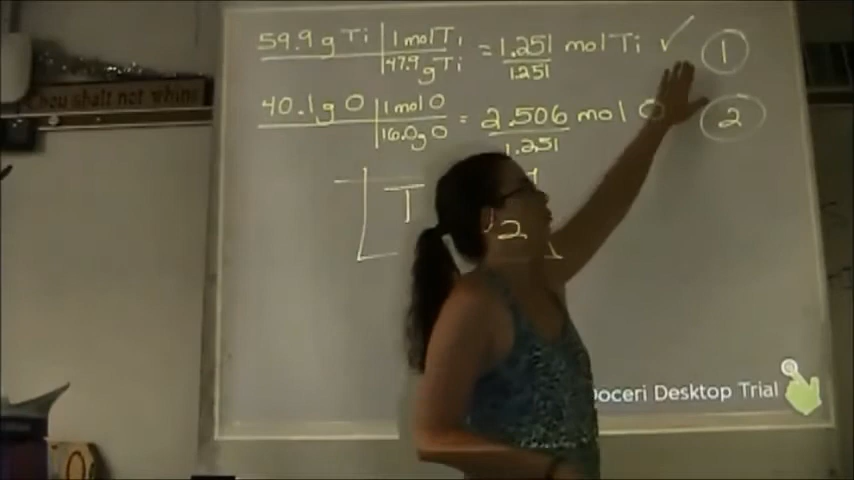 59.9 g Ti | 1 mol Ti = 1.251 mol Ti ✓ 1
47.9 g Ti 1.251
40.1 g O | 1 mol O = 2.506 mol O 2
16.0 g O 1.251
T
2
Thou shalt not whine
Doceri Desktop Trial